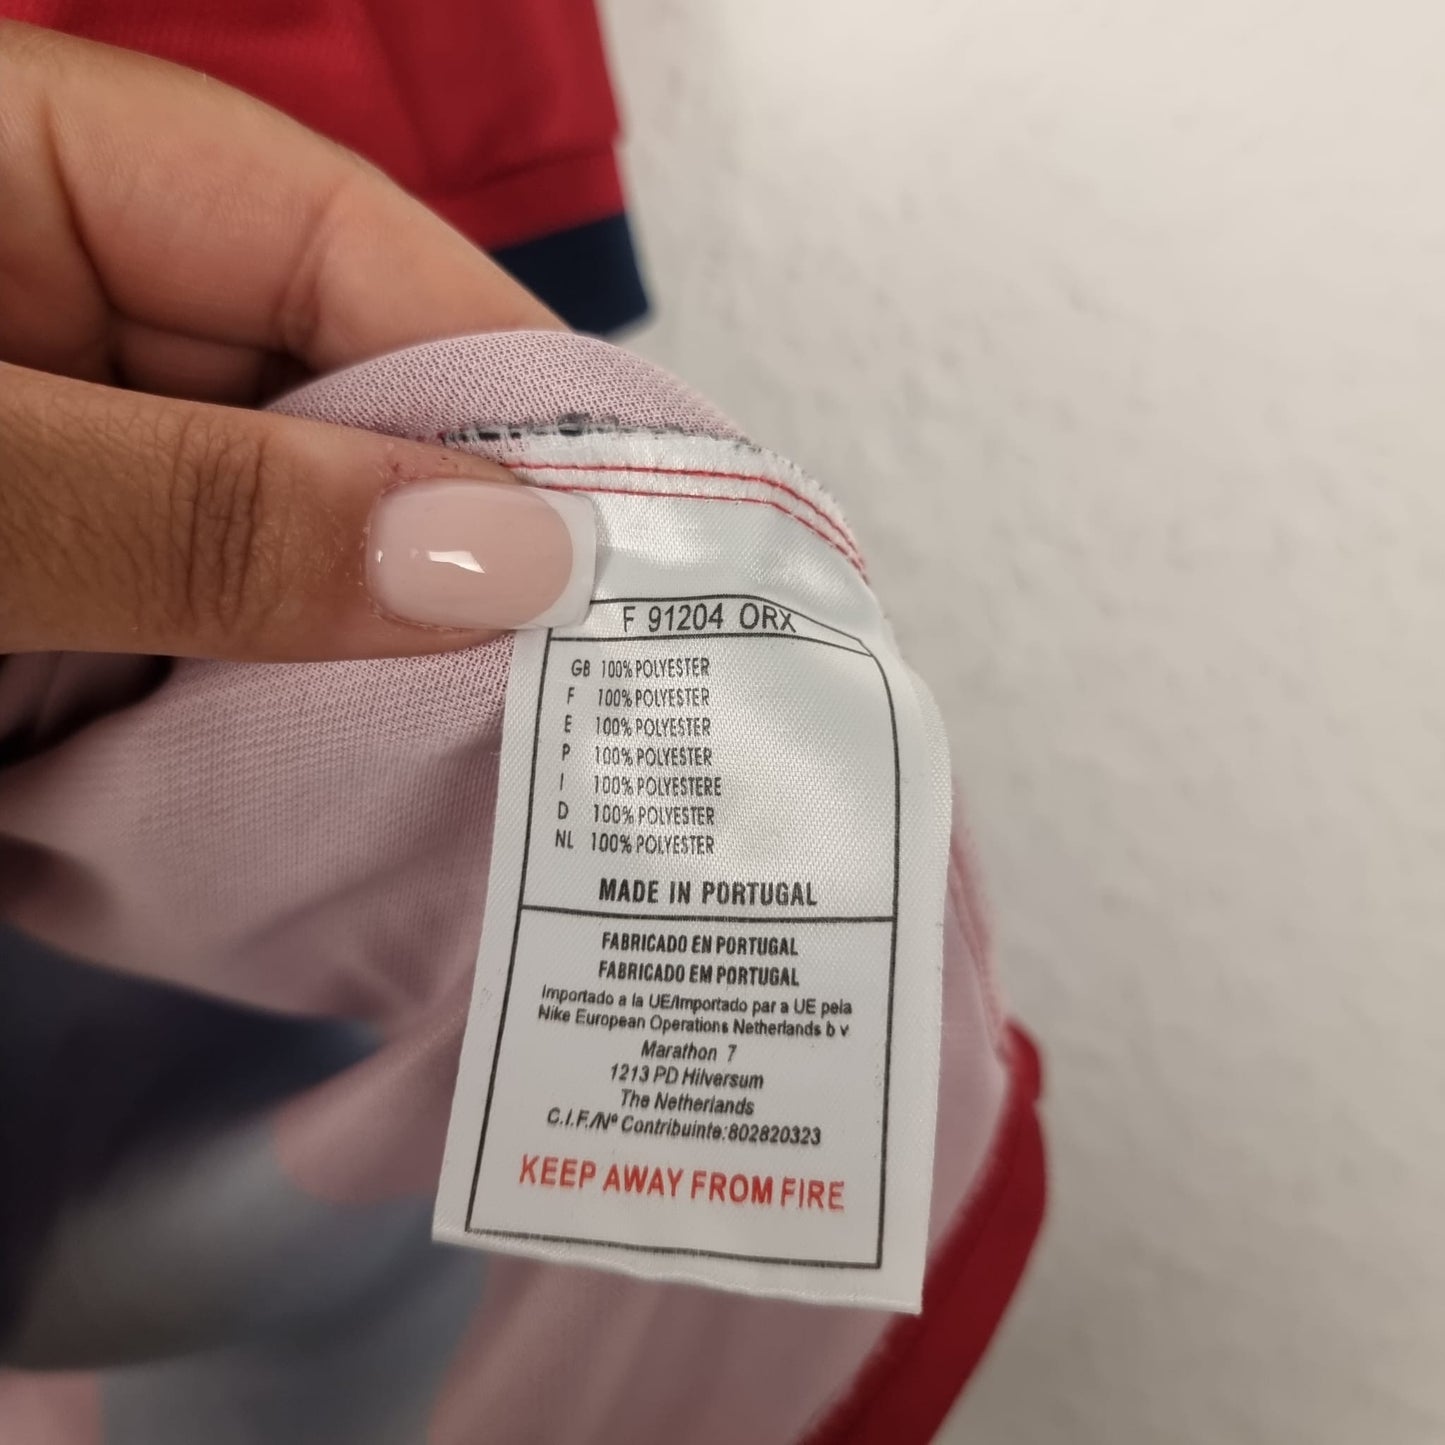 F 91204 ORX
GB 100% POLYESTER
F 100% POLYESTER
E 100% POLYESTER
P 100% POLYESTER
I 100% POLYESTERE
D 100% POLYESTER
NL 100% POLYESTER
MADE IN PORTUGAL
FABRICADO EN PORTUGAL
FABRICADO EM PORTUGAL
Importado a la UE/Importado par a UE pela
Nike European Operations Netherlands b v
Marathon 7
1213 PD Hilversum
The Netherlands
C.I.F./Nº Contribuinte:802820323
KEEP AWAY FROM FIRE